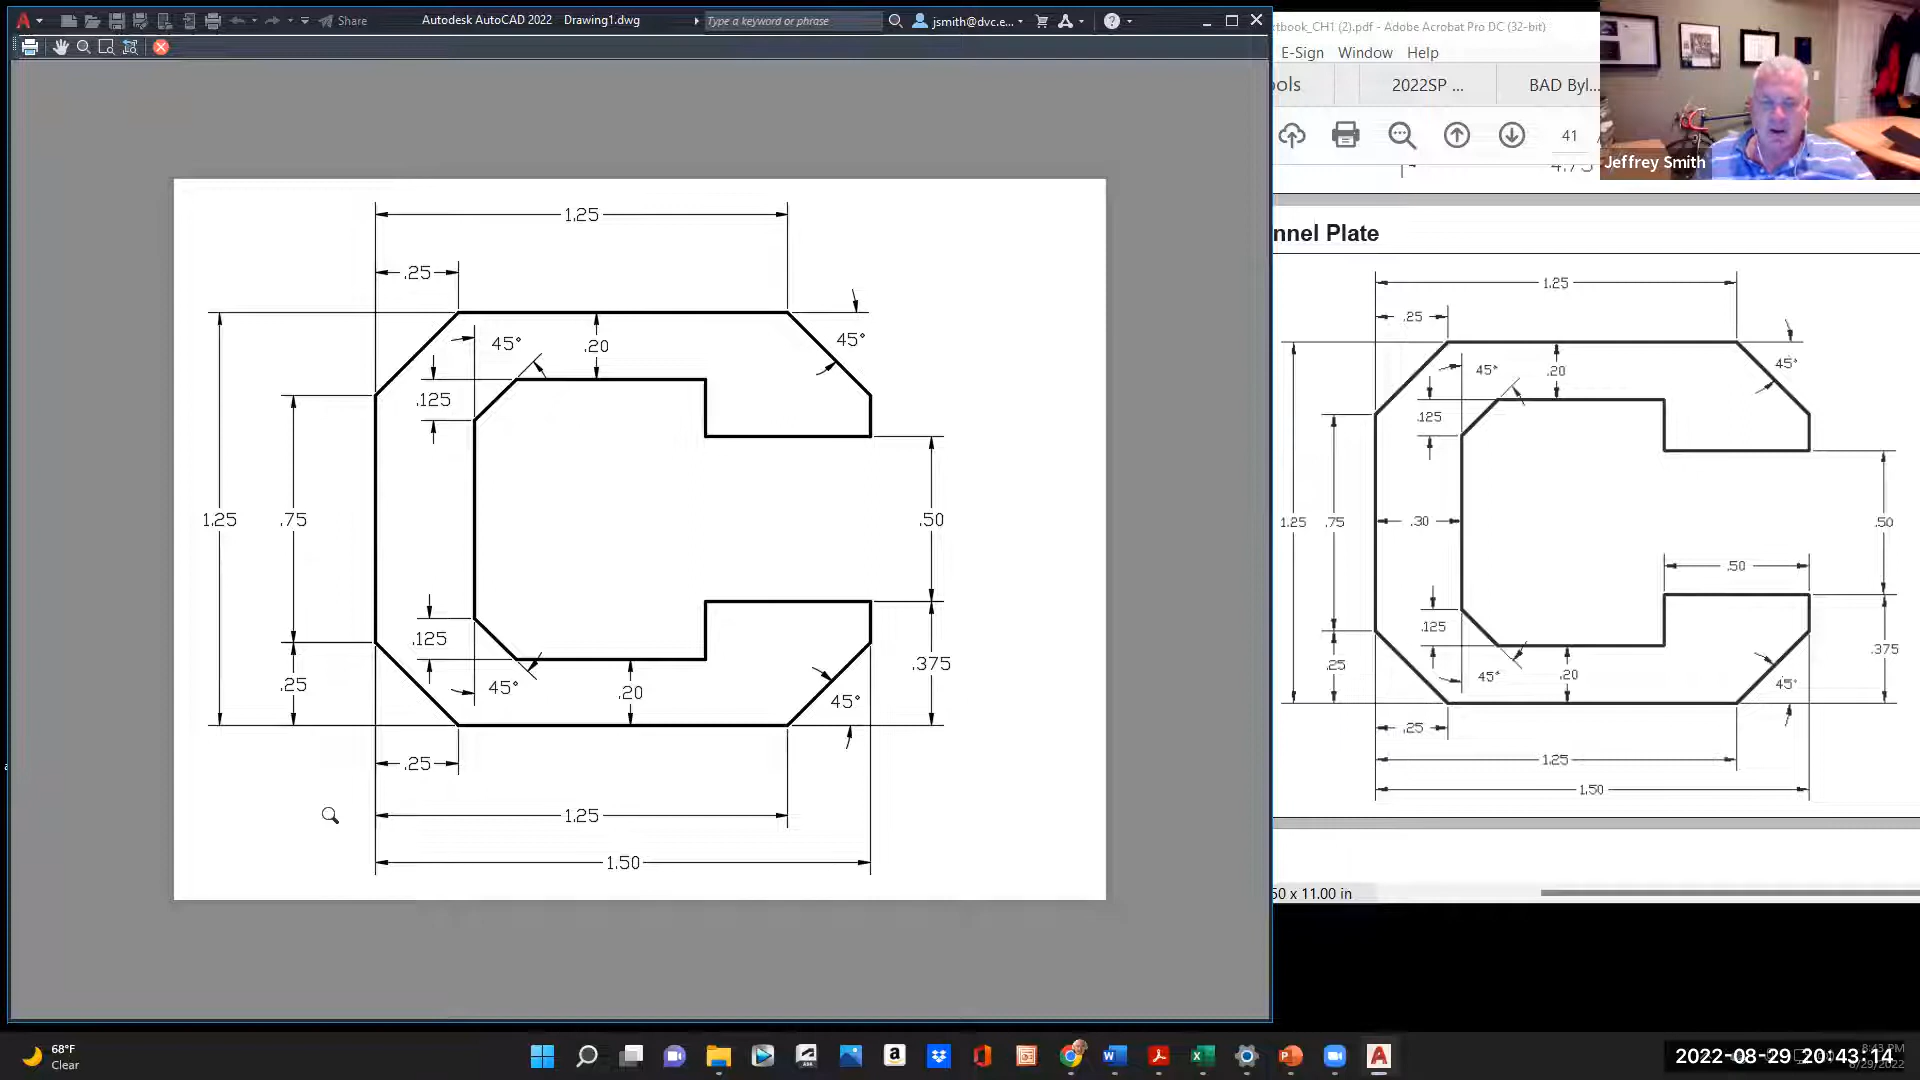 Share
Autodesk AutoCAD 2022 Drawing1.dwg
Type a keyword or phrase
jsmith@dvc.e...
1.25
.25
45°
.20
45°
.125
1.25
.75
.50
.125
.375
.25
45°
.20
45°
.25
1.25
1.50
tbook_CH1 (2).pdf - Adobe Acrobat Pro DC (32-bit)
E-Sign Window Help
ols
2022SP ...
BAD Byl...
41
4.75
Jeffrey Smith
nnel Plate
1.25
.25
45°
.20
45°
.125
1.25
.75
.30
.50
.50
.125
.375
.25
45°
.20
45°
.25
1.25
1.50
50 x 11.00 in
68°F
Clear
2022-08-29 20:43:14